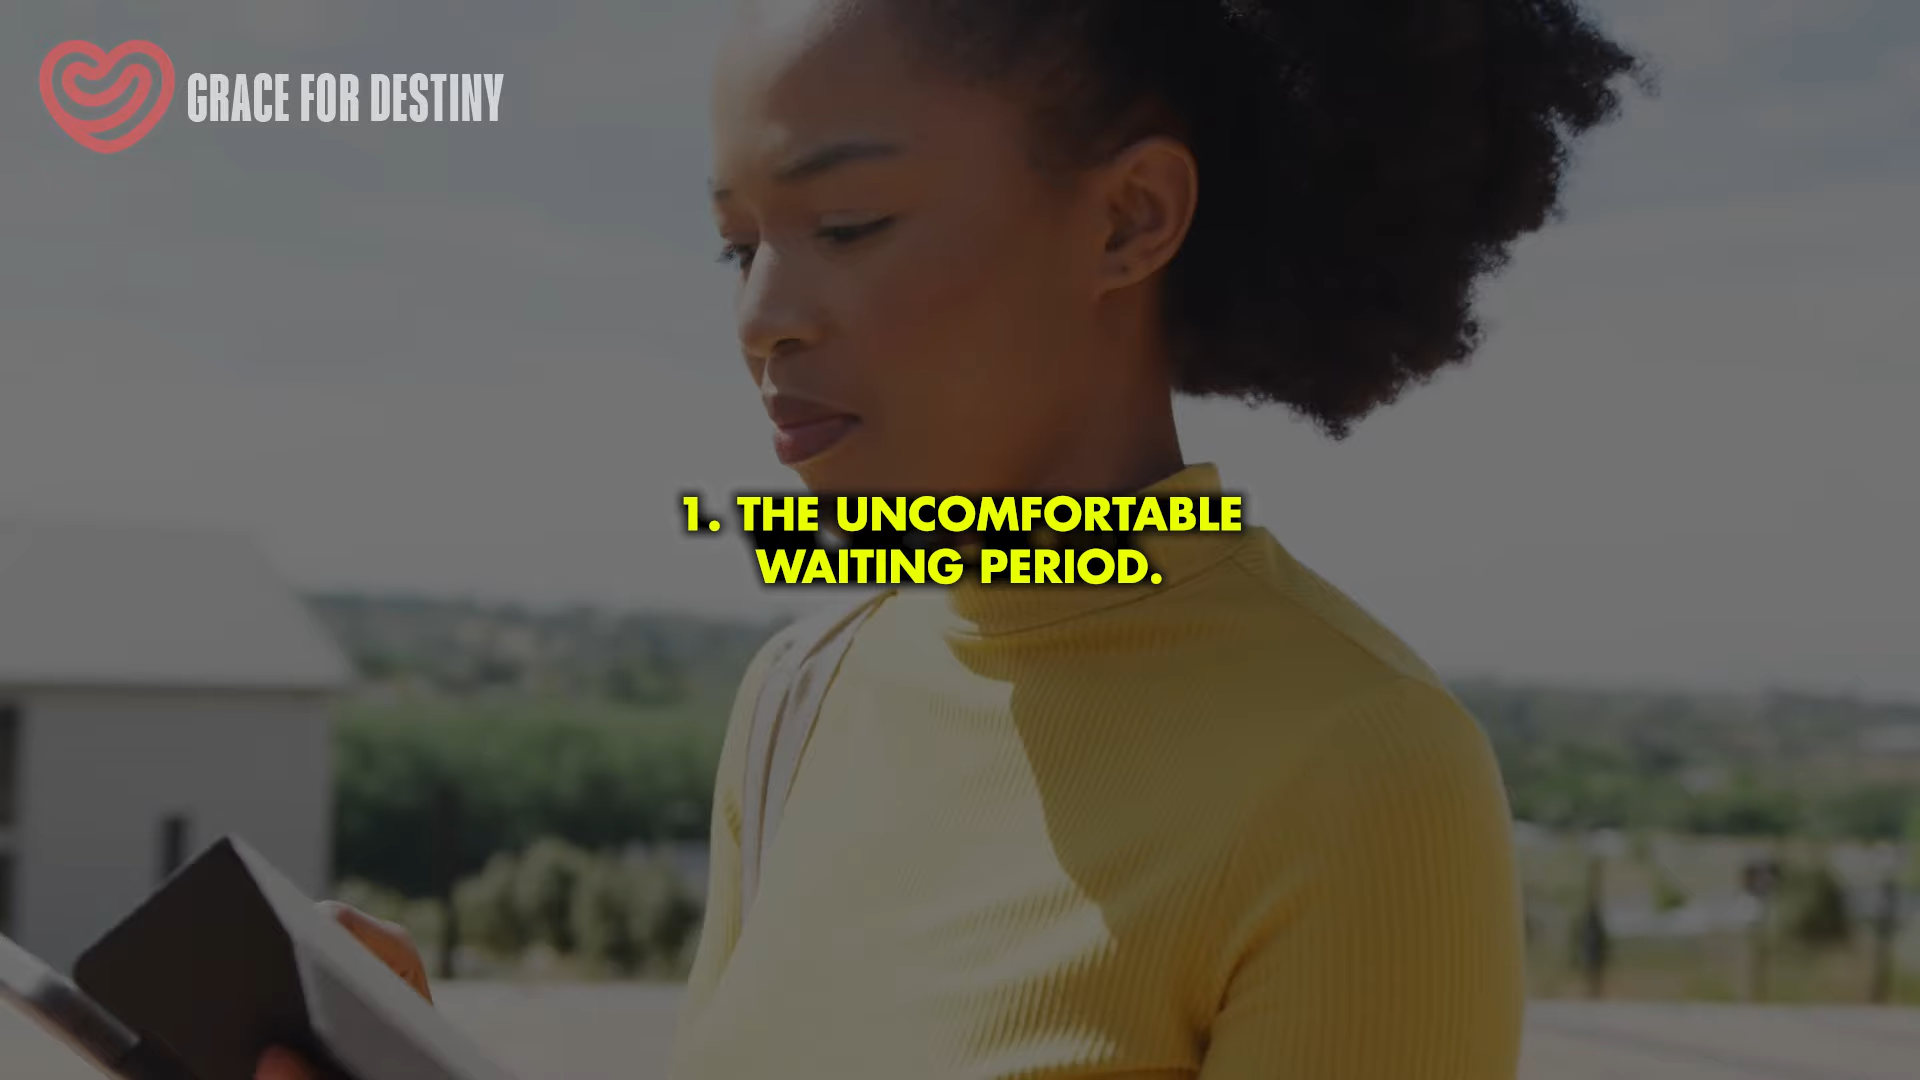 GRACE FOR DESTINY
1. THE UNCOMFORTABLE
WAITING PERIOD.